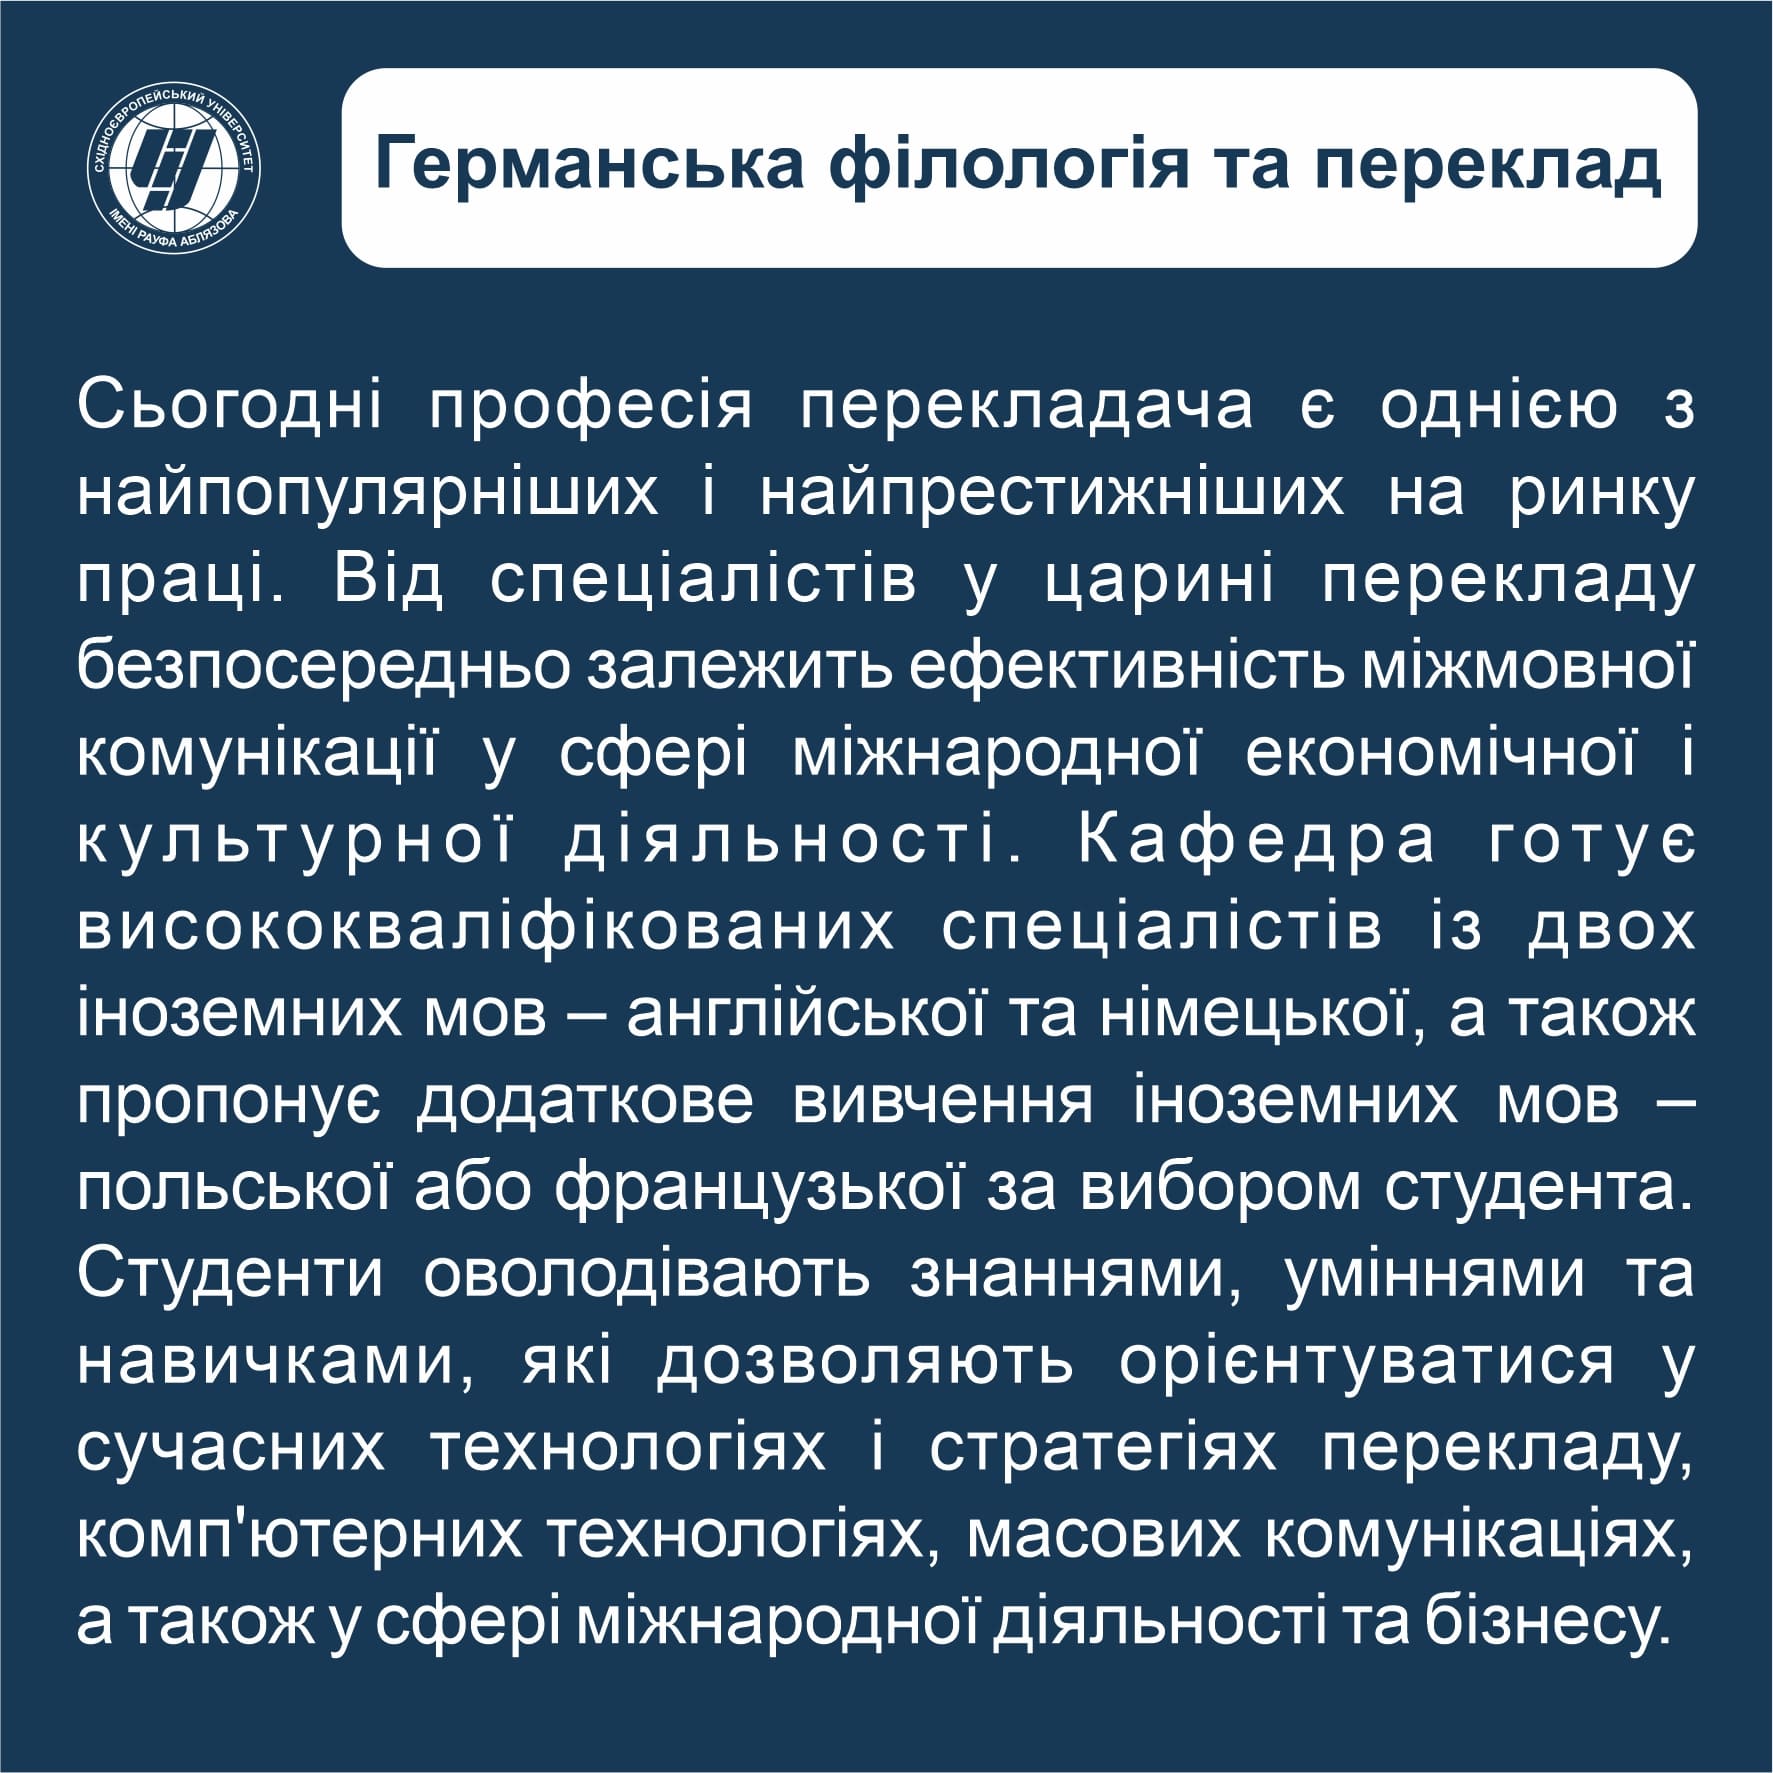 СХІДНОЄВРОПЕЙСЬКИЙ УНІВЕРСИТЕТ
ІМЕНІ РАУФА АБЛЯЗОВА
Германська філологія та переклад
Сьогодні професія перекладача є однією з
найпопулярніших і найпрестижніших на ринку
праці. Від спеціалістів у царині перекладу
безпосередньо залежить ефективність міжмовної
комунікації у сфері міжнародної економічної і
культурної діяльності. Кафедра готує
висококваліфікованих спеціалістів із двох
іноземних мов – англійської та німецької, а також
пропонує додаткове вивчення іноземних мов –
польської або французької за вибором студента.
Студенти оволодівають знаннями, уміннями та
навичками, які дозволяють орієнтуватися у
сучасних технологіях і стратегіях перекладу,
комп'ютерних технологіях, масових комунікаціях,
а також у сфері міжнародної діяльності та бізнесу.